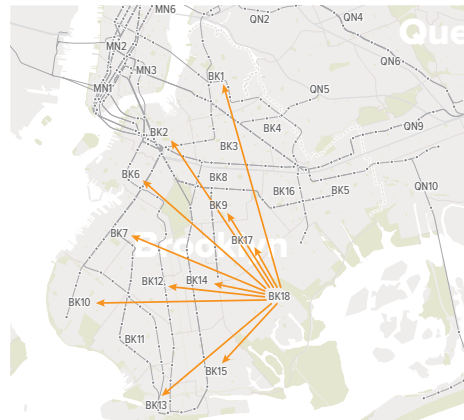 MN6
QN2
QN4
Que
MN2
QN6
MN3
BK1
MN1
QN5
BK4
QN9
BK2
BK3
BK6
BK8
BK16
BK5
QN10
BK9
BK7
BK17
Brooklyn
BK12
BK14
BK18
BK10
BK11
BK15
BK13